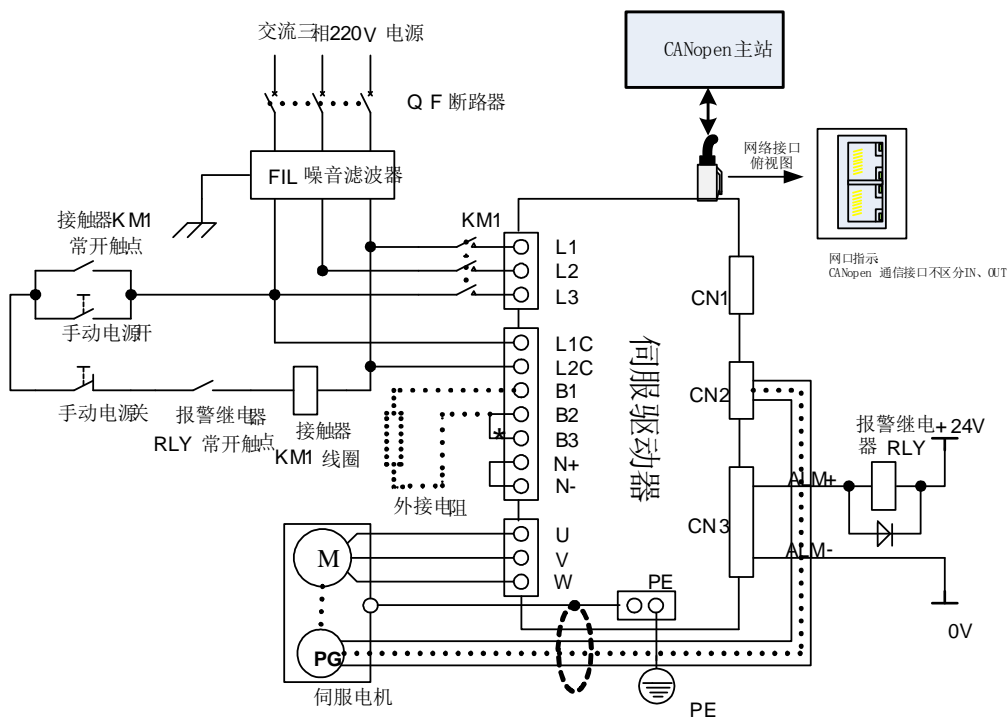 交流三相220V 电源
QF断路器
FIL 噪音滤波器
CANopen主站
网络接口
俯视图
网口指示
CANopen 通信接口不区分IN、OUT
接触器KM1
常开触点
手动电源开
手动电源关
报警继电器
RLY 常开触点
接触器
KM1 线圈
KM1
L1
L2
L3
L1C
L2C
B1
B2
*
B3
N+
N-
外接电阻
U
V
W
伺服驱动器
CN1
CN2
CN3
报警继电
器 RLY
+24V
ALM+
ALM-
0V
M
PG
伺服电机
PE
PE